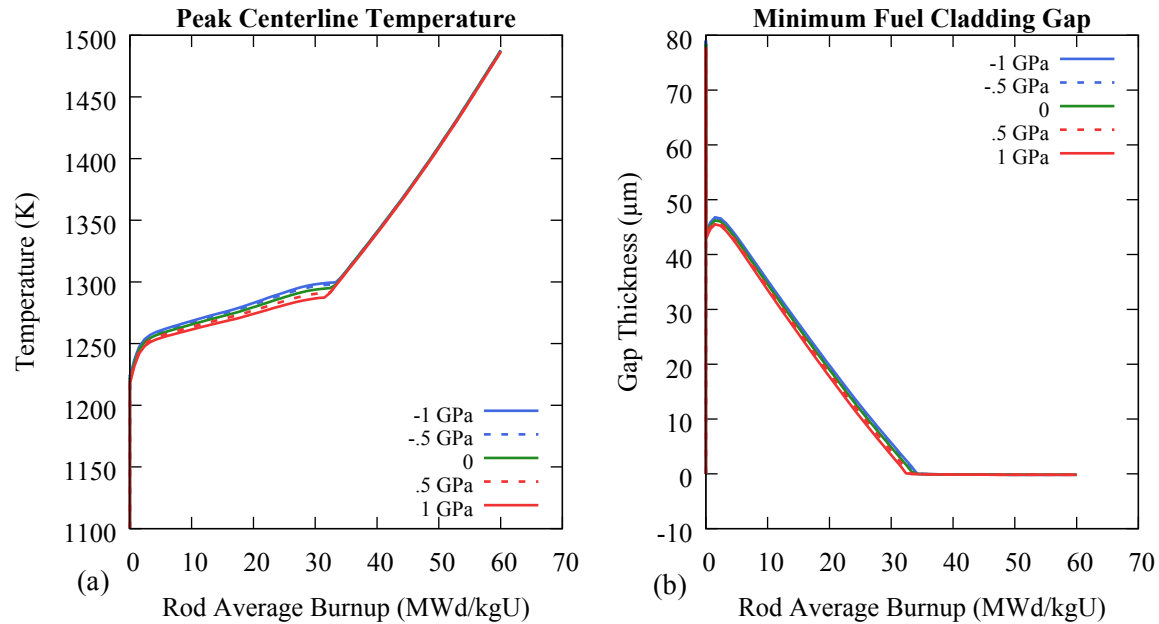 Peak Centerline Temperature
1500
1450
1400
1350
1300
1250
1200
1150
1100
Temperature (K)
-1 GPa
-.5 GPa
0
.5 GPa
1 GPa
0 10 20 30 40 50 60 70
(a)
Rod Average Burnup (MWd/kgU)
Minimum Fuel Cladding Gap
80
70
60
50
40
30
20
10
0
-10
Gap Thickness (μm)
-1 GPa
-.5 GPa
0
.5 GPa
1 GPa
0 10 20 30 40 50 60 70
(b)
Rod Average Burnup (MWd/kgU)